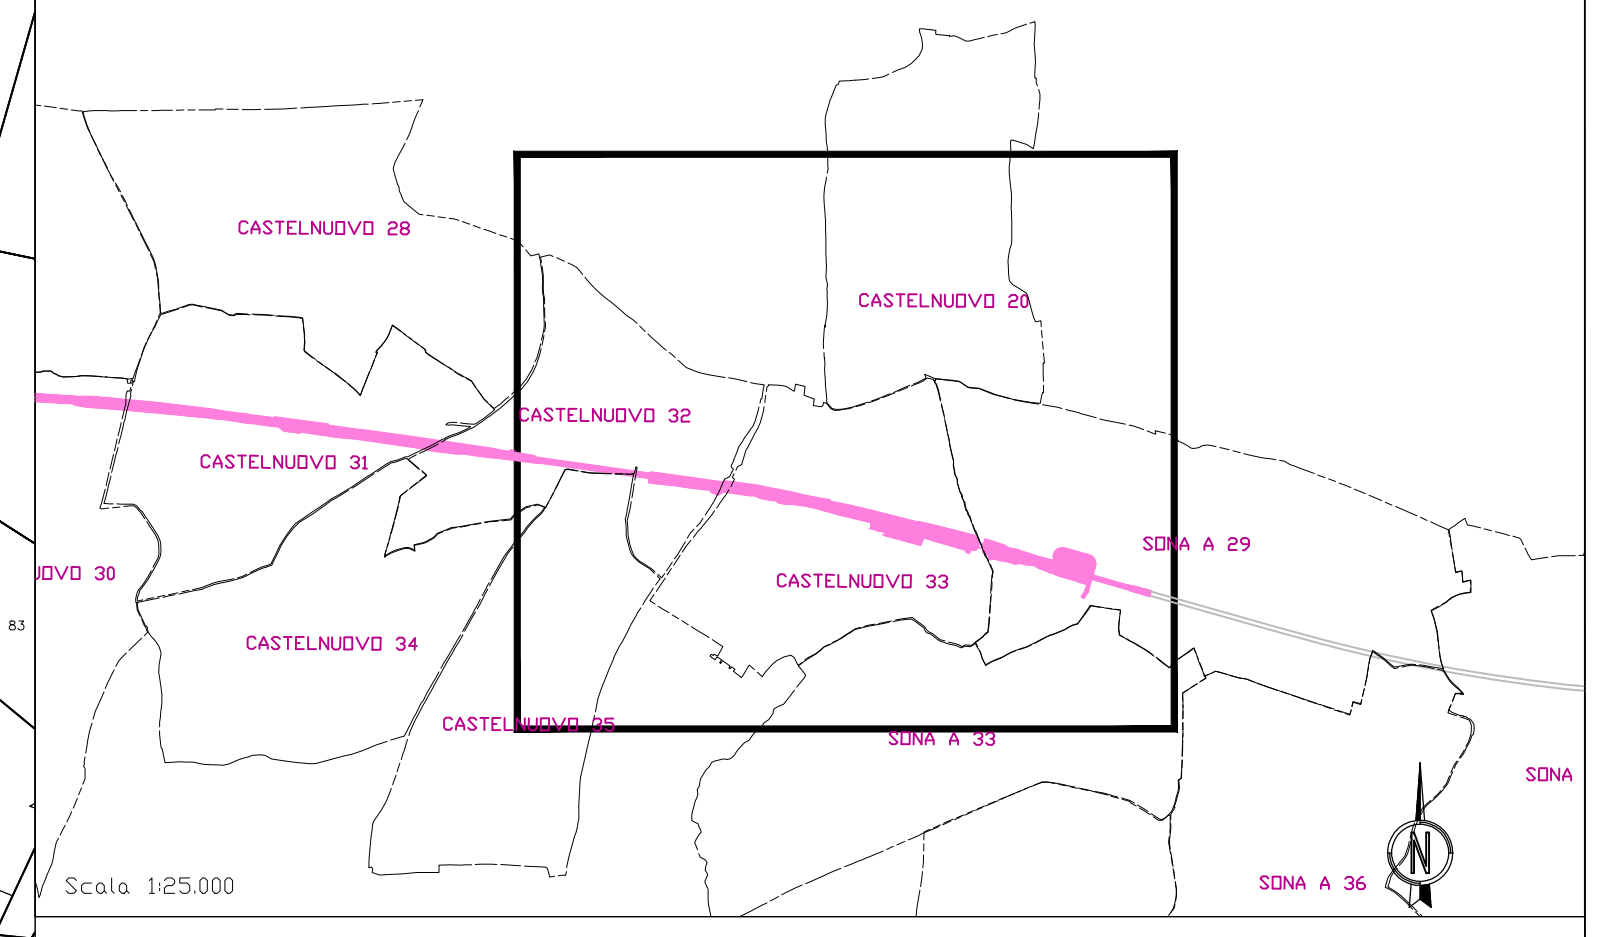 CASTELNUOVO 28
CASTELNUOVO 20
CASTELNUOVO 32
CASTELNUOVO 31
SONA A 29
UOVO 30
CASTELNUOVO 33
83
CASTELNUOVO 34
CASTELNUOVO 35
SONA A 33
SONA
N
SONA A 36
Scala 1:25.000